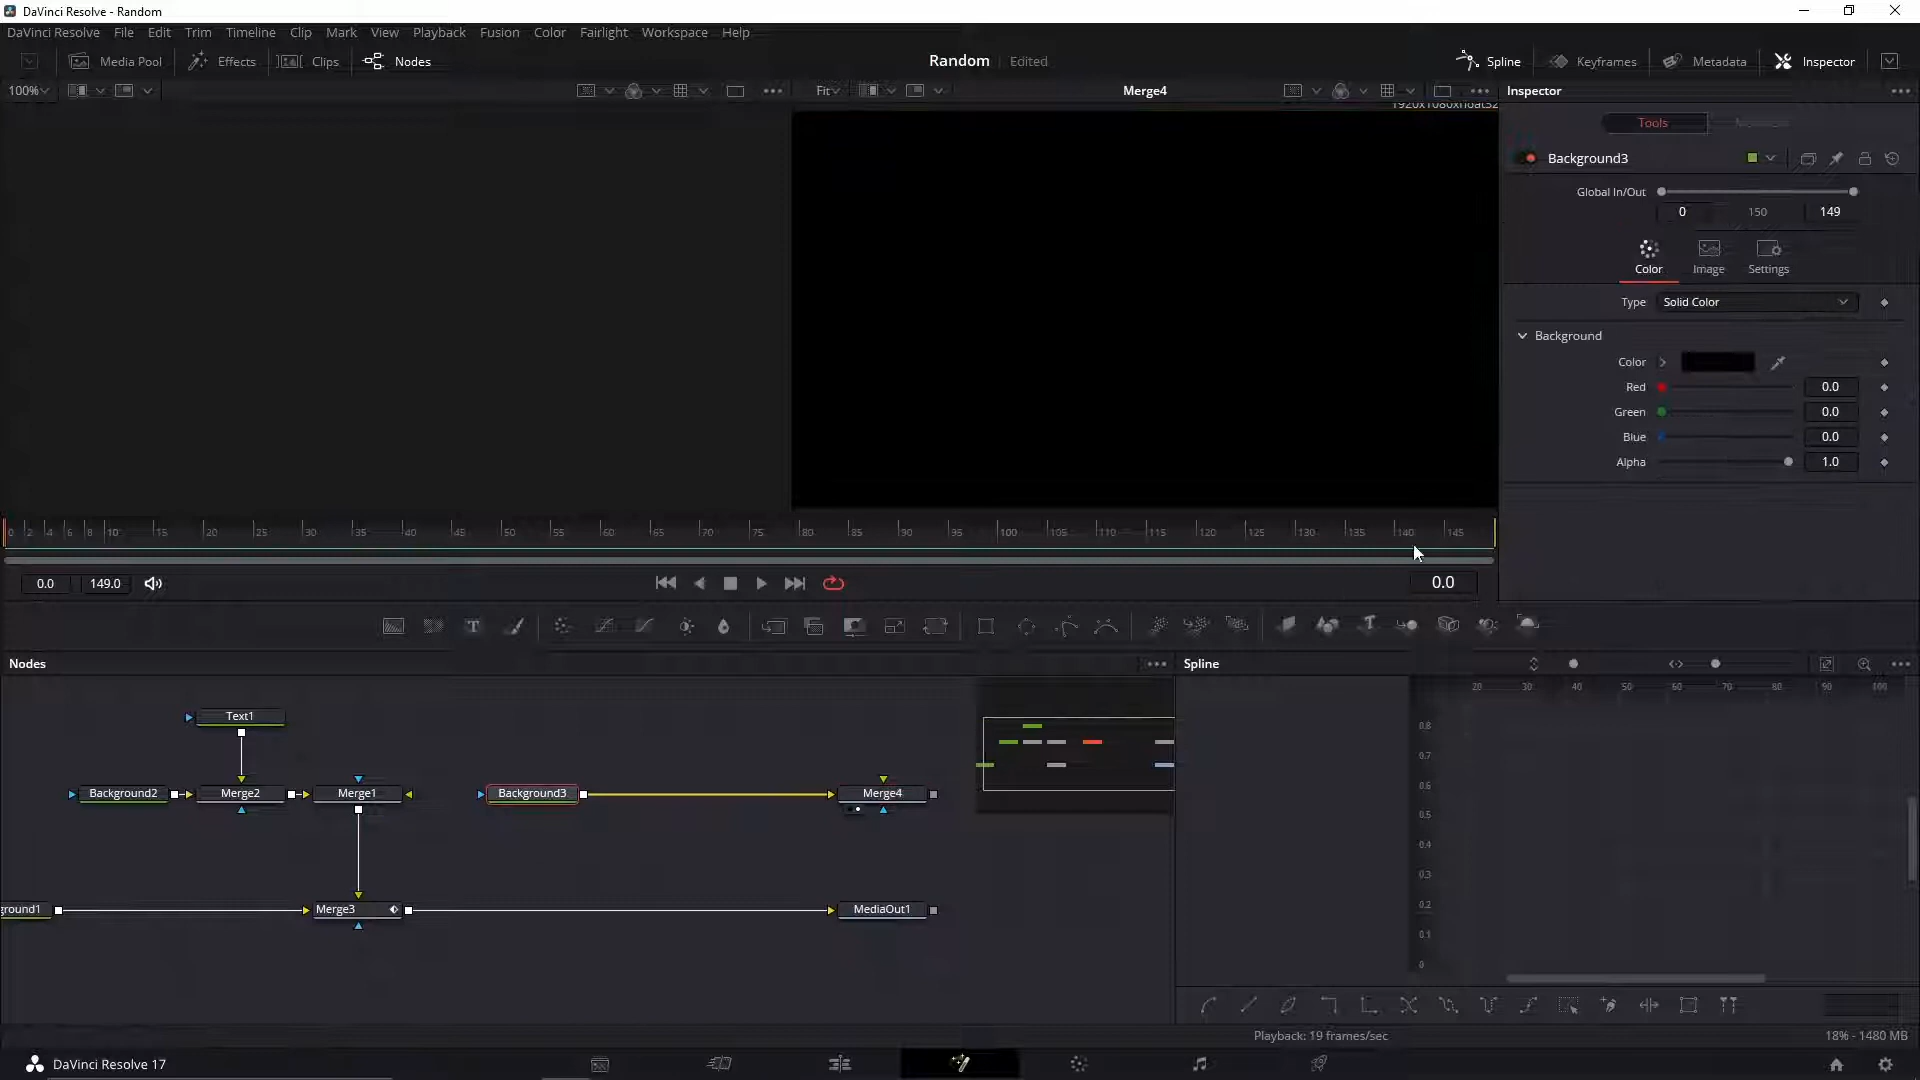 DaVinci Resolve - Random
DaVinci Resolve File Edit Trim Timeline Clip Mark View Playback Fusion Color Fairlight Workspace Help
Media Pool Effects Clips Nodes Random Edited Spline Keyframes Metadata Inspector
100% Fit Merge4 Inspector
1920x1080xfloat32
Tools
Background3
Global In/Out
0 150 149
Color Image Settings
Type Solid Color
Background
Color
Red 0.0
Green 0.0
Blue 0.0
Alpha 1.0
0 2 4 6 8 10 15 20 25 30 35 40 45 50 55 60 65 70 75 80 85 90 95 100 105 110 115 120 125 130 135 140 145
0.0 149.0 0.0
T T
Nodes Spline
20 30 40 50 60 70 80 90 100
Text1
0.8
0.7
0.6
0.5
0.4
0.3
0.2
0.1
0
Background2 Merge2 Merge1 Background3 Merge4
ground1 Merge3 MediaOut1
Playback: 19 frames/sec 18% - 1480 MB
DaVinci Resolve 17